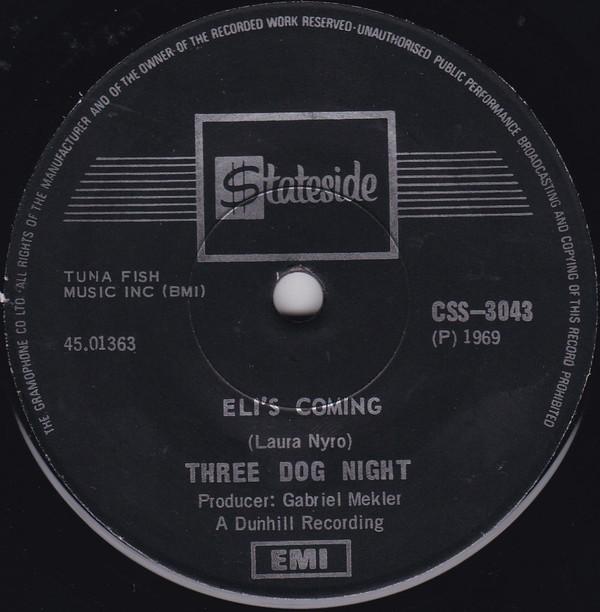 THE GRAMOPHONE CO LTD · ALL RIGHTS OF THE MANUFACTURER AND OF THE OWNER OF THE RECORDED WORK RESERVED · UNAUTHORISED PUBLIC PERFORMANCE BROADCASTING AND COPYING OF THIS RECORD PROHIBITED
$tateside
TUNA FISH
MUSIC INC (BMI)
CSS-3043
45.01363
(P) 1969
ELI'S COMING
(Laura Nyro)
THREE DOG NIGHT
Producer: Gabriel Mekler
A Dunhill Recording
EMI